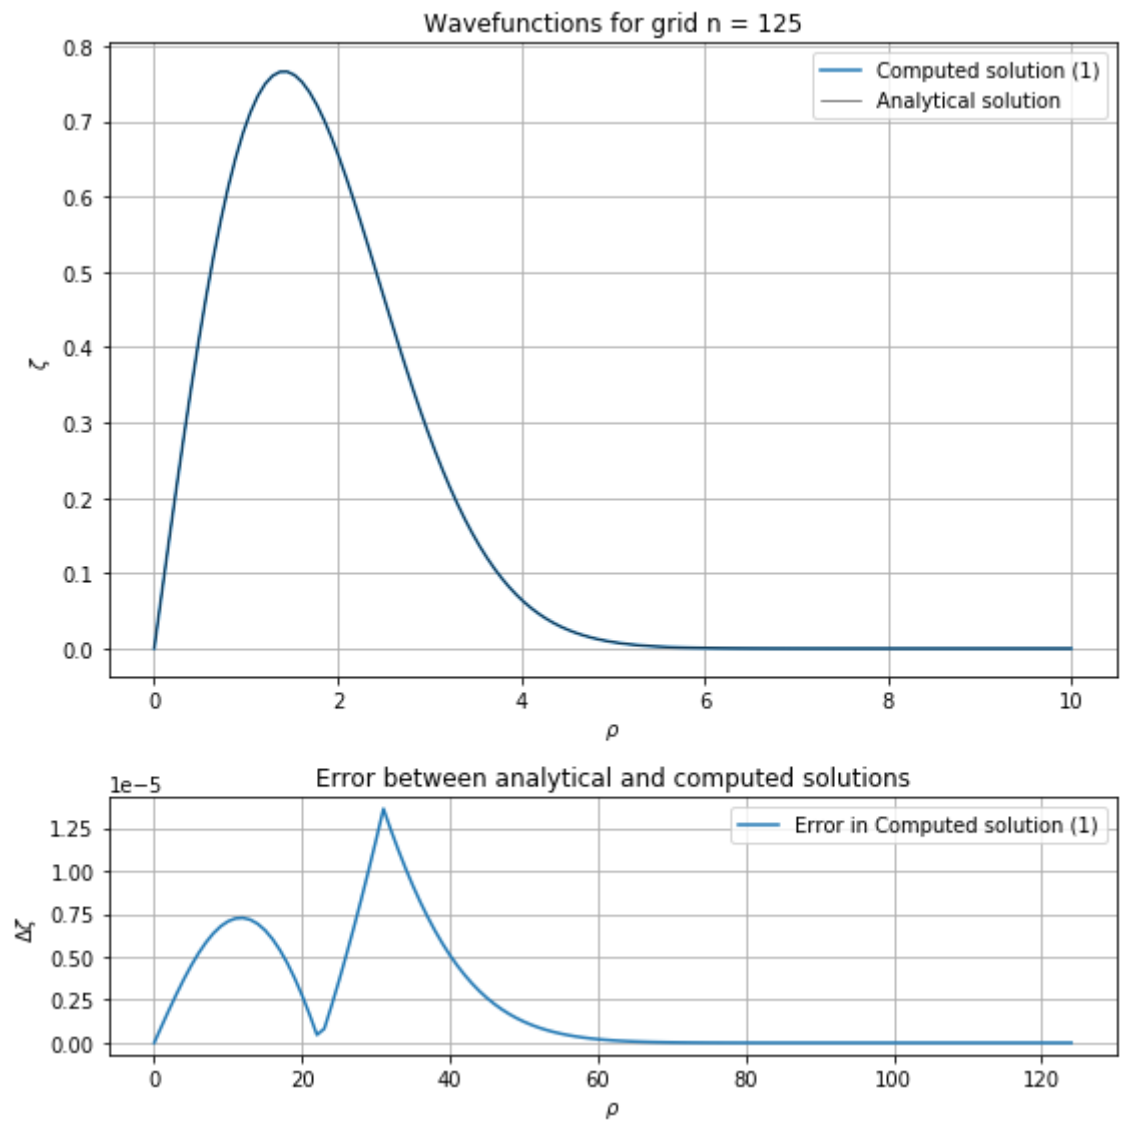 Wavefunctions for grid n = 125
0.8
0.7
0.6
0.5
0.4
0.3
0.2
0.1
0.0
ζ
Computed solution (1)
Analytical solution
0 2 4 6 8 10
ρ
Error between analytical and computed solutions
1e−5
1.25
1.00
0.75
0.50
0.25
0.00
Δζ
Error in Computed solution (1)
0 20 40 60 80 100 120
ρ